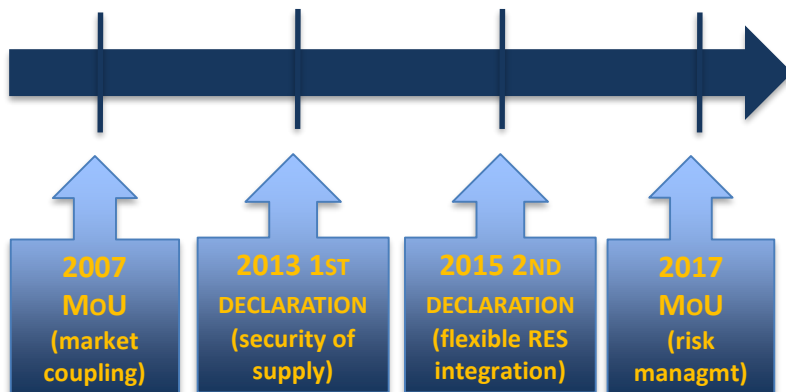 2007
MoU
(market
coupling)
2013 1ST
DECLARATION
(security of
supply)
2015 2ND
DECLARATION
(flexible RES
integration)
2017
MoU
(risk
managmt)